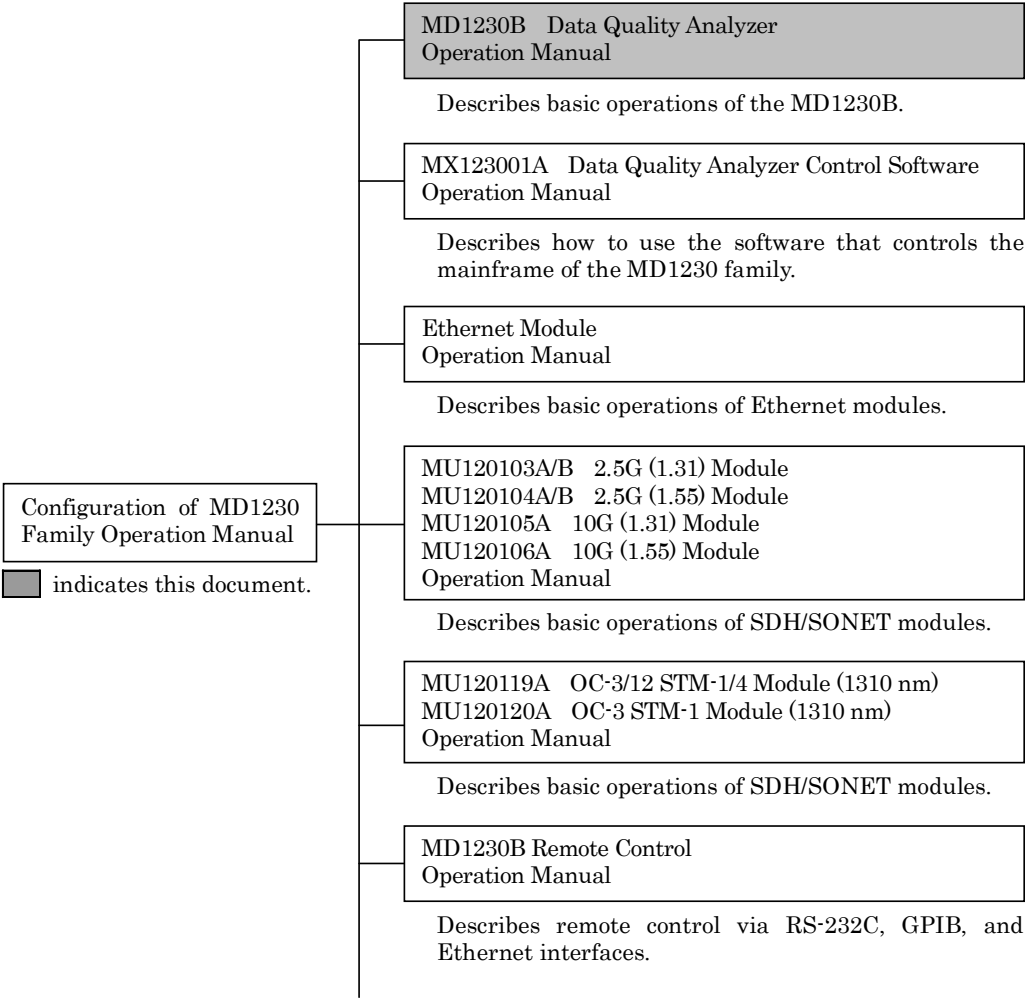 MD1230B Data Quality Analyzer
Operation Manual
Describes basic operations of the MD1230B.
MX123001A Data Quality Analyzer Control Software
Operation Manual
Describes how to use the software that controls the
mainframe of the MD1230 family.
Ethernet Module
Operation Manual
Describes basic operations of Ethernet modules.
Configuration of MD1230
Family Operation Manual
indicates this document.
MU120103A/B 2.5G (1.31) Module
MU120104A/B 2.5G (1.55) Module
MU120105A 10G (1.31) Module
MU120106A 10G (1.55) Module
Operation Manual
Describes basic operations of SDH/SONET modules.
MU120119A OC-3/12 STM-1/4 Module (1310 nm)
MU120120A OC-3 STM-1 Module (1310 nm)
Operation Manual
Describes basic operations of SDH/SONET modules.
MD1230B Remote Control
Operation Manual
Describes remote control via RS-232C, GPIB, and
Ethernet interfaces.